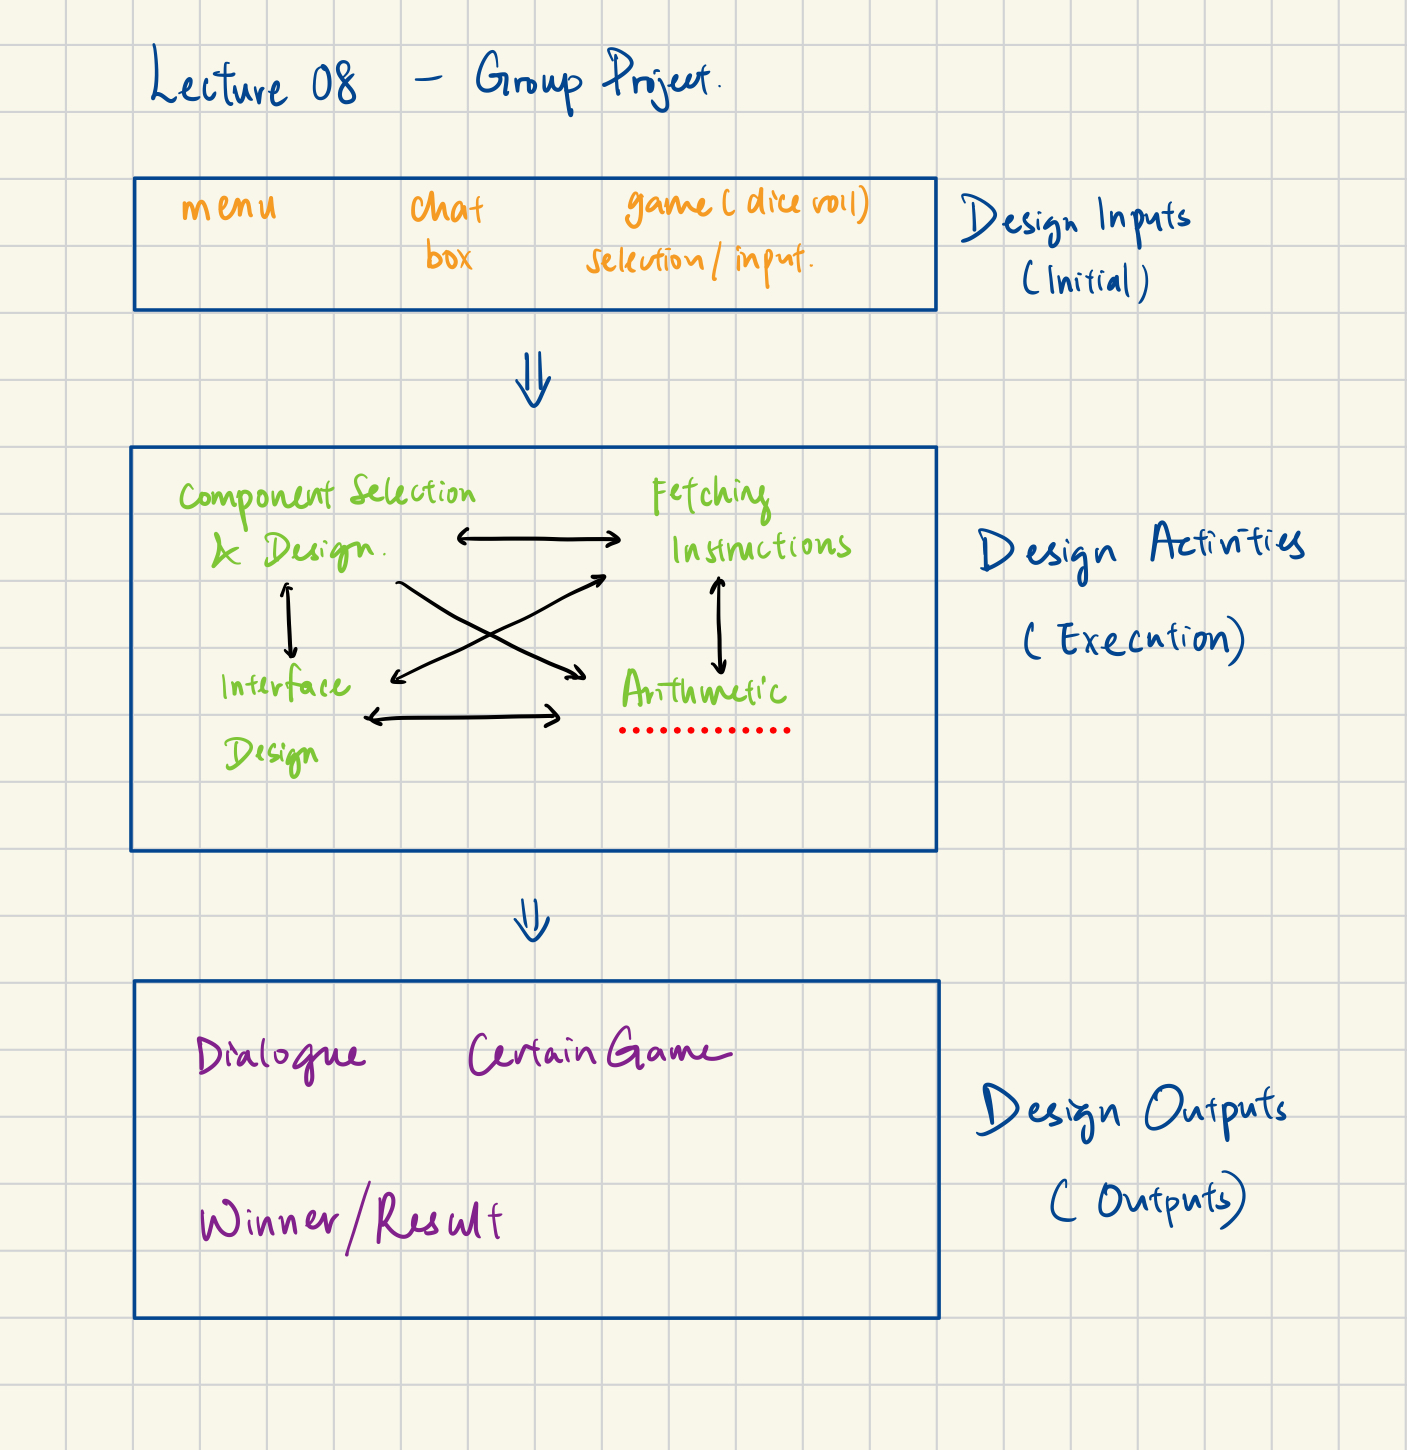 Lecture 08 - Group Project.
menu chat game (dice roll)
box selection/input.
Design Inputs
(Initial)
Component Selection
& Design.
Fetching
Instructions
Interface
Design
Arithmetic
Design Activities
(Execution)
Dialogue Certain Game
Winner/Result
Design Outputs
(Outputs)